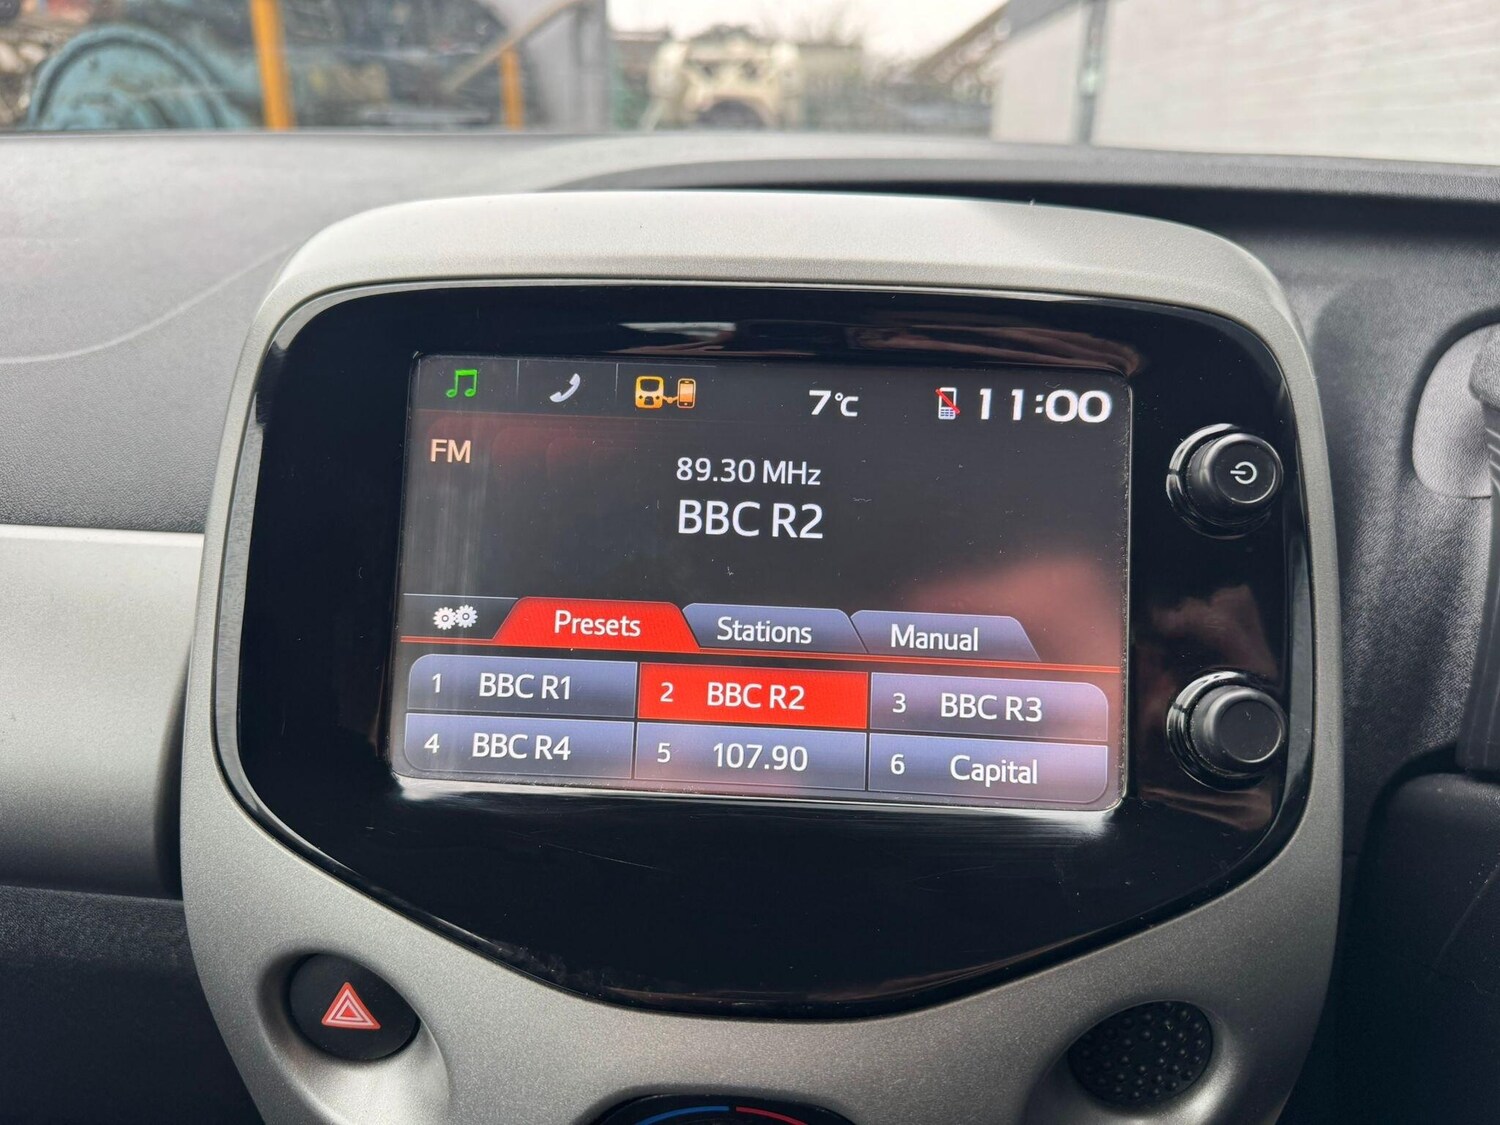 7°C 11:00
FM
89.30 MHz
BBC R2
Presets Stations Manual
1 BBC R1 2 BBC R2 3 BBC R3
4 BBC R4 5 107.90 6 Capital